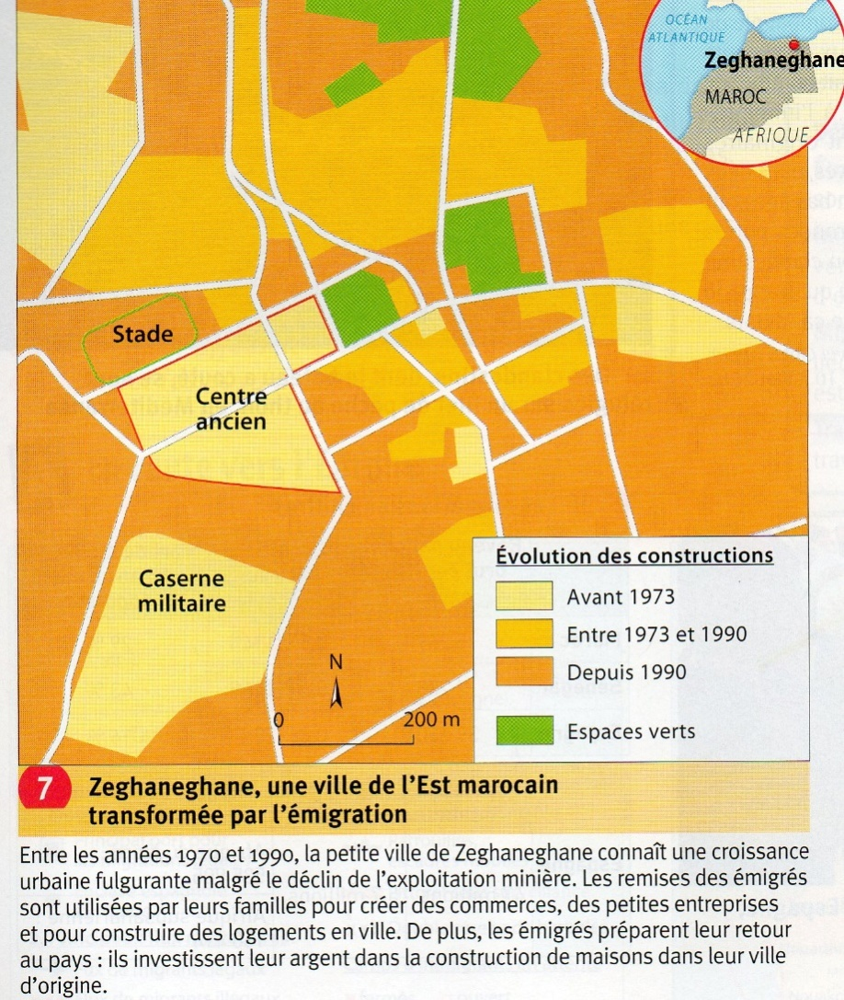 OCÉAN
ATLANTIQUE
Zeghaneghane
MAROC
AFRIQUE
Stade
Centre
ancien
Caserne
militaire
N
0 200 m
Évolution des constructions
Avant 1973
Entre 1973 et 1990
Depuis 1990
Espaces verts
7 Zeghaneghane, une ville de l’Est marocain
transformée par l’émigration
Entre les années 1970 et 1990, la petite ville de Zeghaneghane connaît une croissance
urbaine fulgurante malgré le déclin de l’exploitation minière. Les remises des émigrés
sont utilisées par leurs familles pour créer des commerces, des petites entreprises
et pour construire des logements en ville. De plus, les émigrés préparent leur retour
au pays : ils investissent leur argent dans la construction de maisons dans leur ville
d’origine.